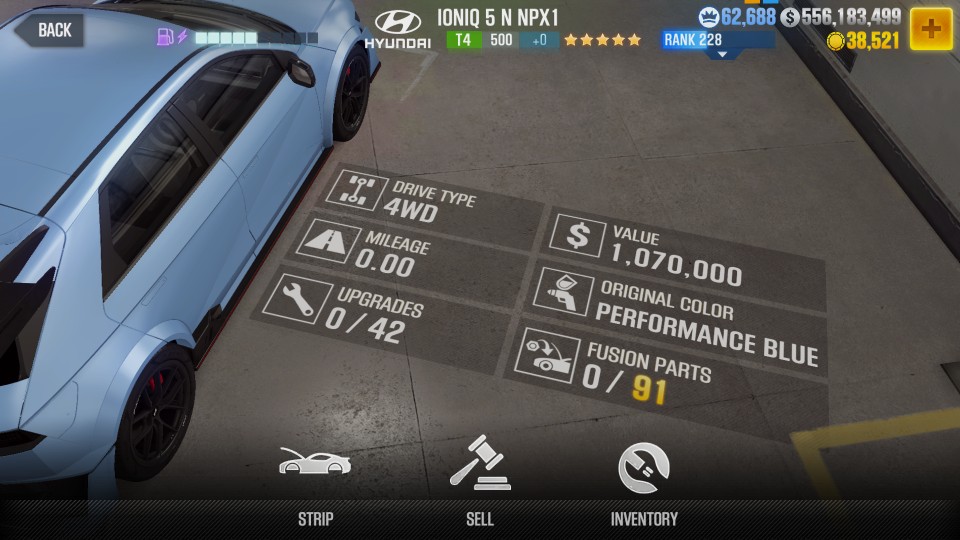 BACK
HYUNDAI
IONIQ 5 N NPX1
T4 500 +0
62,688 $ 556,183,499
RANK 228
38,521
DRIVE TYPE
4WD
MILEAGE
0.00
UPGRADES
0 / 42
$ VALUE
1,070,000
ORIGINAL COLOR
PERFORMANCE BLUE
FUSION PARTS
0 / 91
STRIP
SELL
INVENTORY